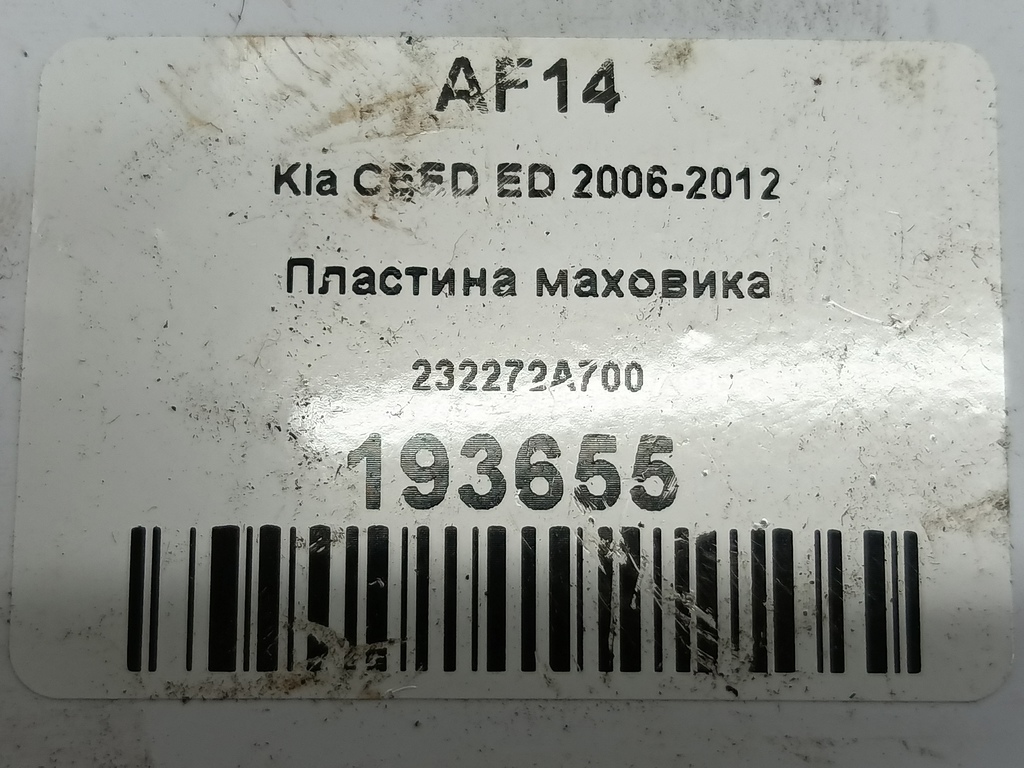 AF14
Kia CEED ED 2006-2012
Пластина маховика
232272A700
193655